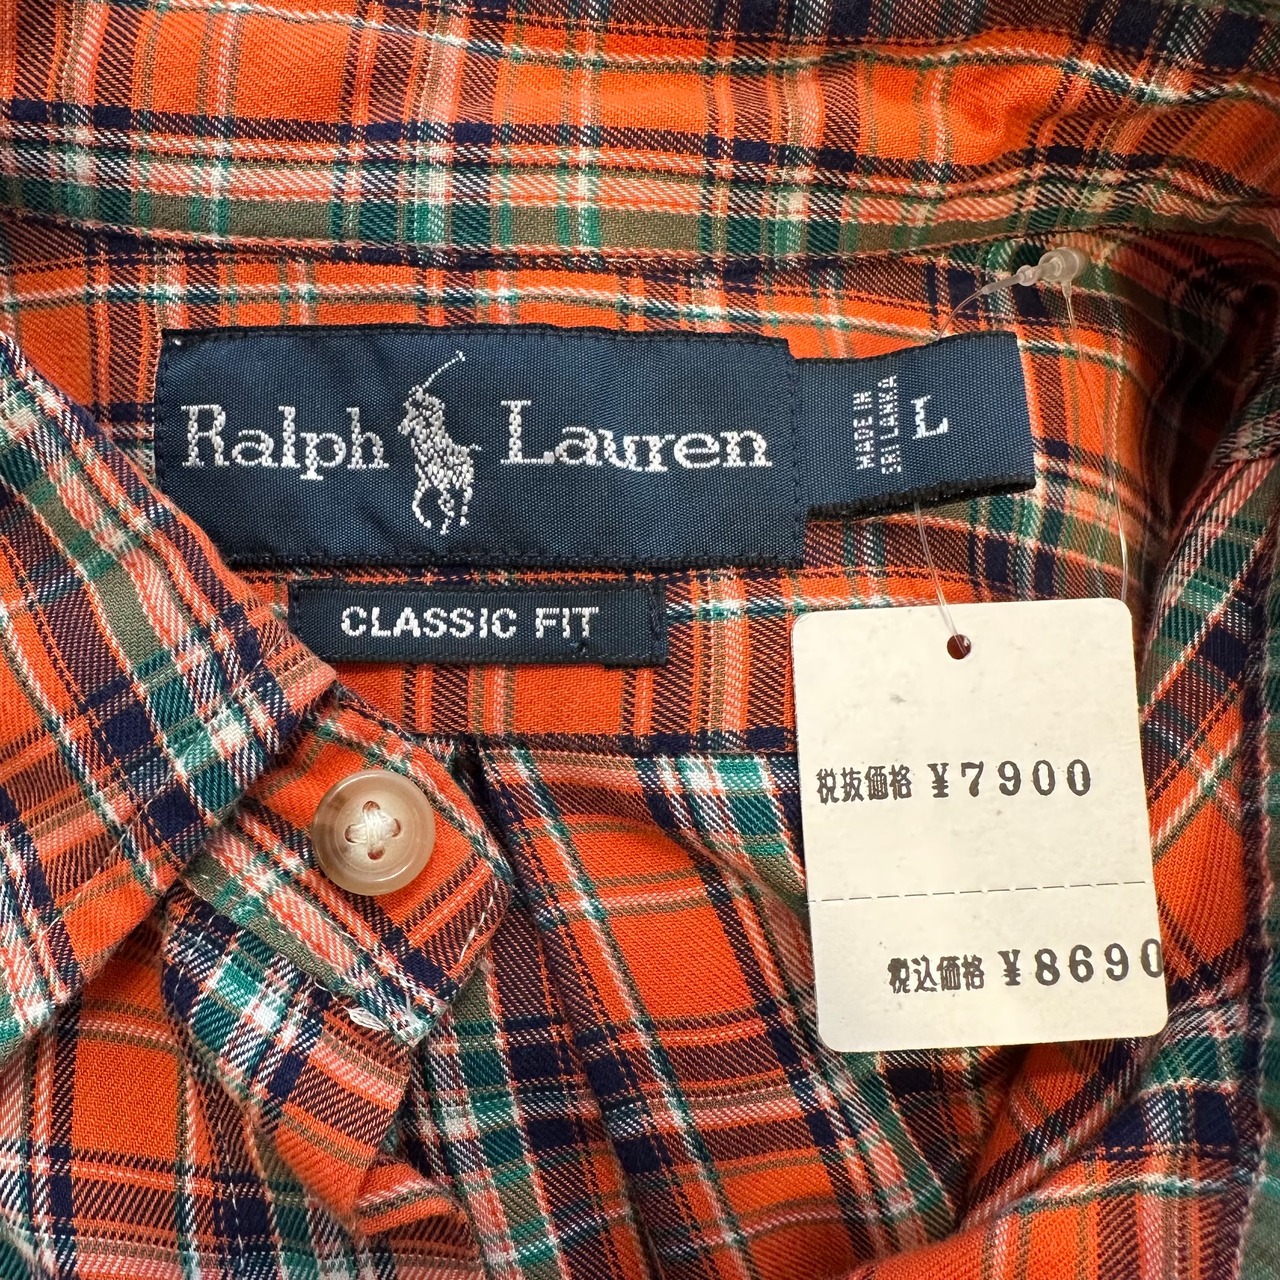 Ralph Lauren
MADE IN
SRI LANKA
L
CLASSIC FIT
税抜価格 ¥7900
税込価格 ¥8690